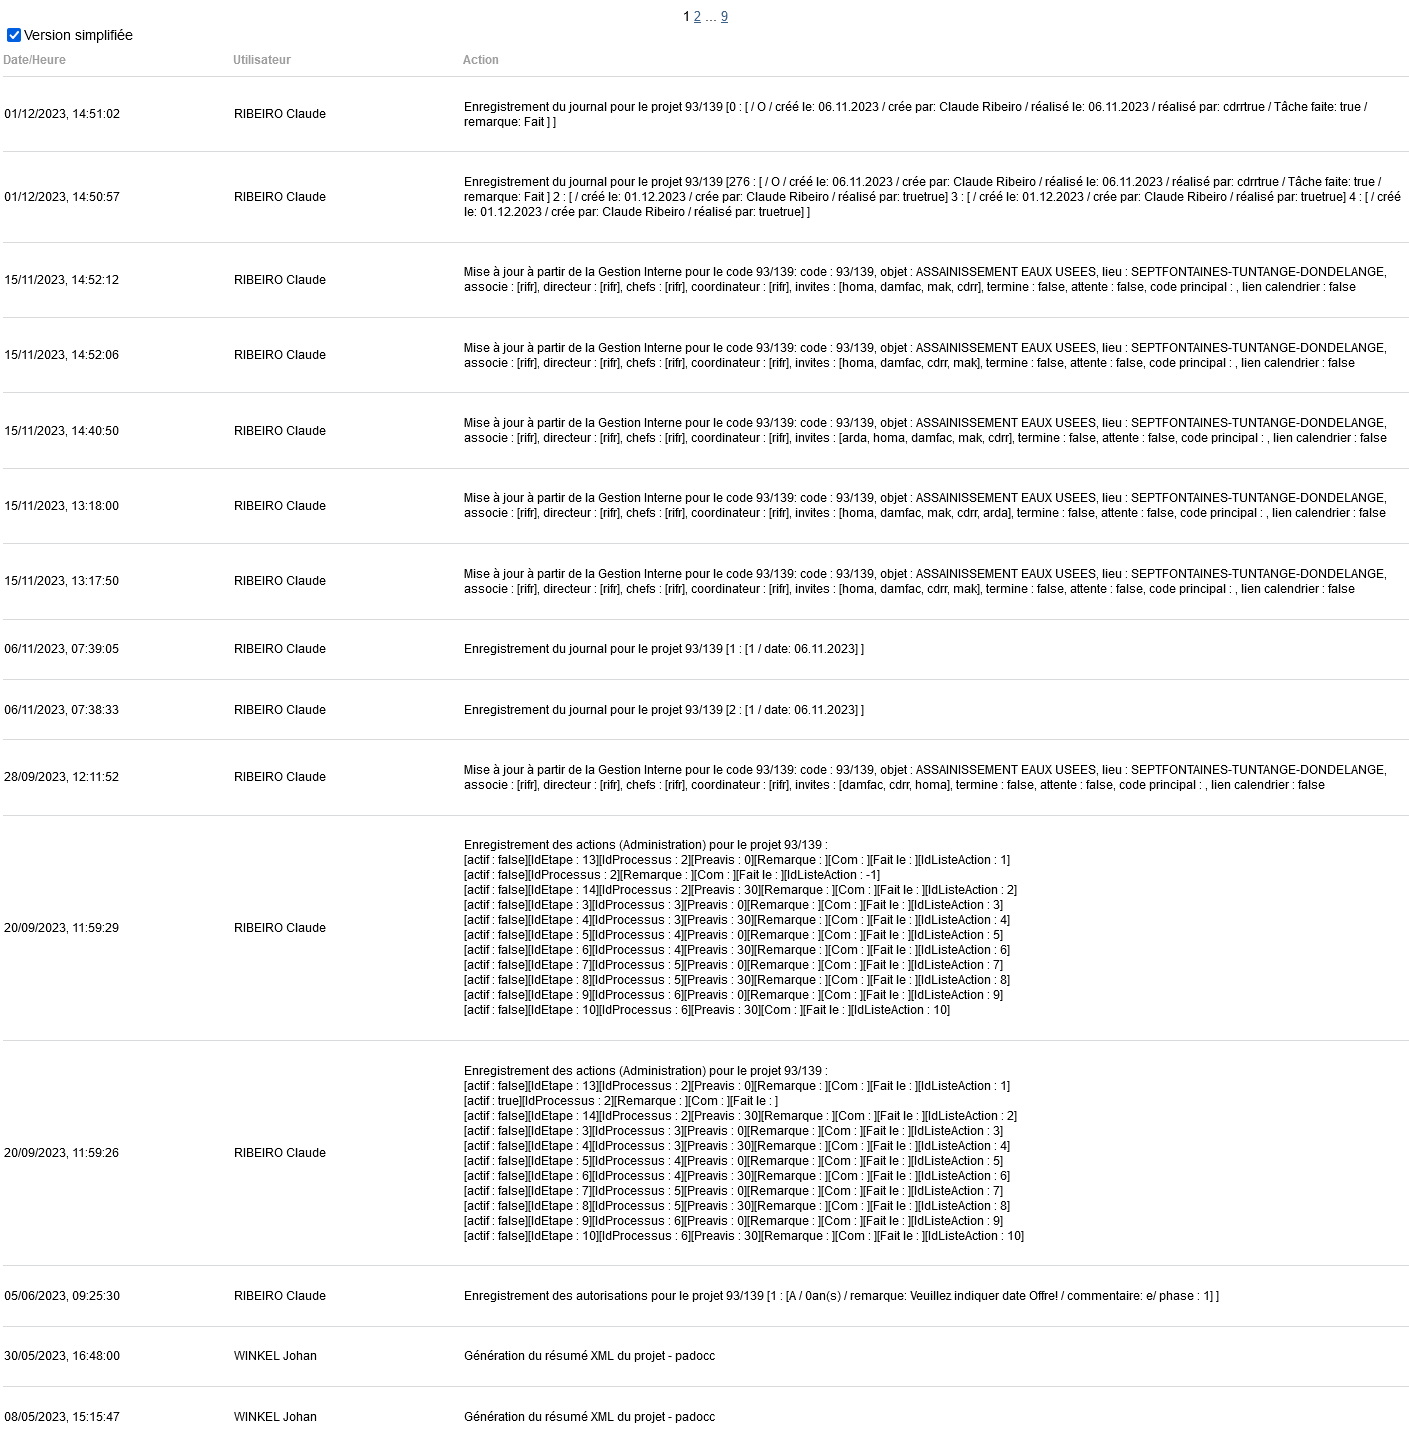 1 2 ... 9
Version simplifiée
Date/Heure Utilisateur Action
01/12/2023, 14:51:02 RIBEIRO Claude Enregistrement du journal pour le projet 93/139 [0 : [ / O / créé le: 06.11.2023 / crée par: Claude Ribeiro / réalisé le: 06.11.2023 / réalisé par: cdrrtrue / Tâche faite: true /
remarque: Fait ] ]
01/12/2023, 14:50:57 RIBEIRO Claude Enregistrement du journal pour le projet 93/139 [276 : [ / O / créé le: 06.11.2023 / crée par: Claude Ribeiro / réalisé le: 06.11.2023 / réalisé par: cdrrtrue / Tâche faite: true /
remarque: Fait ] 2 : [ / créé le: 01.12.2023 / crée par: Claude Ribeiro / réalisé par: truetrue] 3 : [ / créé le: 01.12.2023 / crée par: Claude Ribeiro / réalisé par: truetrue] 4 : [ / créé
le: 01.12.2023 / crée par: Claude Ribeiro / réalisé par: truetrue] ]
15/11/2023, 14:52:12 RIBEIRO Claude Mise à jour à partir de la Gestion Interne pour le code 93/139: code : 93/139, objet : ASSAINISSEMENT EAUX USEES, lieu : SEPTFONTAINES-TUNTANGE-DONDELANGE,
associe : [rifr], directeur : [rifr], chefs : [rifr], coordinateur : [rifr], invites : [homa, damfac, mak, cdrr], termine : false, attente : false, code principal : , lien calendrier : false
15/11/2023, 14:52:06 RIBEIRO Claude Mise à jour à partir de la Gestion Interne pour le code 93/139: code : 93/139, objet : ASSAINISSEMENT EAUX USEES, lieu : SEPTFONTAINES-TUNTANGE-DONDELANGE,
associe : [rifr], directeur : [rifr], chefs : [rifr], coordinateur : [rifr], invites : [homa, damfac, cdrr, mak], termine : false, attente : false, code principal : , lien calendrier : false
15/11/2023, 14:40:50 RIBEIRO Claude Mise à jour à partir de la Gestion Interne pour le code 93/139: code : 93/139, objet : ASSAINISSEMENT EAUX USEES, lieu : SEPTFONTAINES-TUNTANGE-DONDELANGE,
associe : [rifr], directeur : [rifr], chefs : [rifr], coordinateur : [rifr], invites : [arda, homa, damfac, mak, cdrr], termine : false, attente : false, code principal : , lien calendrier : false
15/11/2023, 13:18:00 RIBEIRO Claude Mise à jour à partir de la Gestion Interne pour le code 93/139: code : 93/139, objet : ASSAINISSEMENT EAUX USEES, lieu : SEPTFONTAINES-TUNTANGE-DONDELANGE,
associe : [rifr], directeur : [rifr], chefs : [rifr], coordinateur : [rifr], invites : [homa, damfac, mak, cdrr, arda], termine : false, attente : false, code principal : , lien calendrier : false
15/11/2023, 13:17:50 RIBEIRO Claude Mise à jour à partir de la Gestion Interne pour le code 93/139: code : 93/139, objet : ASSAINISSEMENT EAUX USEES, lieu : SEPTFONTAINES-TUNTANGE-DONDELANGE,
associe : [rifr], directeur : [rifr], chefs : [rifr], coordinateur : [rifr], invites : [homa, damfac, cdrr, mak], termine : false, attente : false, code principal : , lien calendrier : false
06/11/2023, 07:39:05 RIBEIRO Claude Enregistrement du journal pour le projet 93/139 [1 : [1 / date: 06.11.2023] ]
06/11/2023, 07:38:33 RIBEIRO Claude Enregistrement du journal pour le projet 93/139 [2 : [1 / date: 06.11.2023] ]
28/09/2023, 12:11:52 RIBEIRO Claude Mise à jour à partir de la Gestion Interne pour le code 93/139: code : 93/139, objet : ASSAINISSEMENT EAUX USEES, lieu : SEPTFONTAINES-TUNTANGE-DONDELANGE,
associe : [rifr], directeur : [rifr], chefs : [rifr], coordinateur : [rifr], invites : [damfac, cdrr, homa], termine : false, attente : false, code principal : , lien calendrier : false
20/09/2023, 11:59:29 RIBEIRO Claude Enregistrement des actions (Administration) pour le projet 93/139 :
[actif : false][IdEtape : 13][IdProcessus : 2][Preavis : 0][Remarque : ][Com : ][Fait le : ][IdListeAction : 1]
[actif : false][IdProcessus : 2][Remarque : ][Com : ][Fait le : ][IdListeAction : -1]
[actif : false][IdEtape : 14][IdProcessus : 2][Preavis : 30][Remarque : ][Com : ][Fait le : ][IdListeAction : 2]
[actif : false][IdEtape : 3][IdProcessus : 3][Preavis : 0][Remarque : ][Com : ][Fait le : ][IdListeAction : 3]
[actif : false][IdEtape : 4][IdProcessus : 3][Preavis : 30][Remarque : ][Com : ][Fait le : ][IdListeAction : 4]
[actif : false][IdEtape : 5][IdProcessus : 4][Preavis : 0][Remarque : ][Com : ][Fait le : ][IdListeAction : 5]
[actif : false][IdEtape : 6][IdProcessus : 4][Preavis : 30][Remarque : ][Com : ][Fait le : ][IdListeAction : 6]
[actif : false][IdEtape : 7][IdProcessus : 5][Preavis : 0][Remarque : ][Com : ][Fait le : ][IdListeAction : 7]
[actif : false][IdEtape : 8][IdProcessus : 5][Preavis : 30][Remarque : ][Com : ][Fait le : ][IdListeAction : 8]
[actif : false][IdEtape : 9][IdProcessus : 6][Preavis : 0][Remarque : ][Com : ][Fait le : ][IdListeAction : 9]
[actif : false][IdEtape : 10][IdProcessus : 6][Preavis : 30][Com : ][Fait le : ][IdListeAction : 10]
20/09/2023, 11:59:26 RIBEIRO Claude Enregistrement des actions (Administration) pour le projet 93/139 :
[actif : false][IdEtape : 13][IdProcessus : 2][Preavis : 0][Remarque : ][Com : ][Fait le : ][IdListeAction : 1]
[actif : true][IdProcessus : 2][Remarque : ][Com : ][Fait le : ]
[actif : false][IdEtape : 14][IdProcessus : 2][Preavis : 30][Remarque : ][Com : ][Fait le : ][IdListeAction : 2]
[actif : false][IdEtape : 3][IdProcessus : 3][Preavis : 0][Remarque : ][Com : ][Fait le : ][IdListeAction : 3]
[actif : false][IdEtape : 4][IdProcessus : 3][Preavis : 30][Remarque : ][Com : ][Fait le : ][IdListeAction : 4]
[actif : false][IdEtape : 5][IdProcessus : 4][Preavis : 0][Remarque : ][Com : ][Fait le : ][IdListeAction : 5]
[actif : false][IdEtape : 6][IdProcessus : 4][Preavis : 30][Remarque : ][Com : ][Fait le : ][IdListeAction : 6]
[actif : false][IdEtape : 7][IdProcessus : 5][Preavis : 0][Remarque : ][Com : ][Fait le : ][IdListeAction : 7]
[actif : false][IdEtape : 8][IdProcessus : 5][Preavis : 30][Remarque : ][Com : ][Fait le : ][IdListeAction : 8]
[actif : false][IdEtape : 9][IdProcessus : 6][Preavis : 0][Remarque : ][Com : ][Fait le : ][IdListeAction : 9]
[actif : false][IdEtape : 10][IdProcessus : 6][Preavis : 30][Remarque : ][Com : ][Fait le : ][IdListeAction : 10]
05/06/2023, 09:25:30 RIBEIRO Claude Enregistrement des autorisations pour le projet 93/139 [1 : [A / 0an(s) / remarque: Veuillez indiquer date Offre! / commentaire: e/ phase : 1] ]
30/05/2023, 16:48:00 WINKEL Johan Génération du résumé XML du projet - padocc
08/05/2023, 15:15:47 WINKEL Johan Génération du résumé XML du projet - padocc